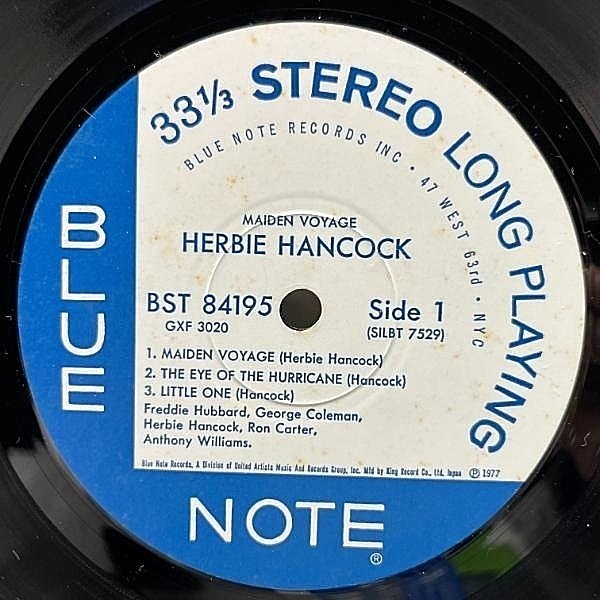 33⅓ STEREO LONG PLAYING
BLUE NOTE RECORDS INC • 47 WEST 63rd • NYC
MAIDEN VOYAGE
HERBIE HANCOCK
BST 84195 Side 1
GXF 3020 (SILBT 7529)
1. MAIDEN VOYAGE (Herbie Hancock)
2. THE EYE OF THE HURRICANE (Hancock)
3. LITTLE ONE (Hancock)
Freddie Hubbard, George Coleman,
Herbie Hancock, Ron Carter,
Anthony Williams.
Blue Note Records, A Division of United Artists Music And Records Group, Inc. Mfd by King Record Co., Ltd. Japan ℗ 1977
BLUE
NOTE®